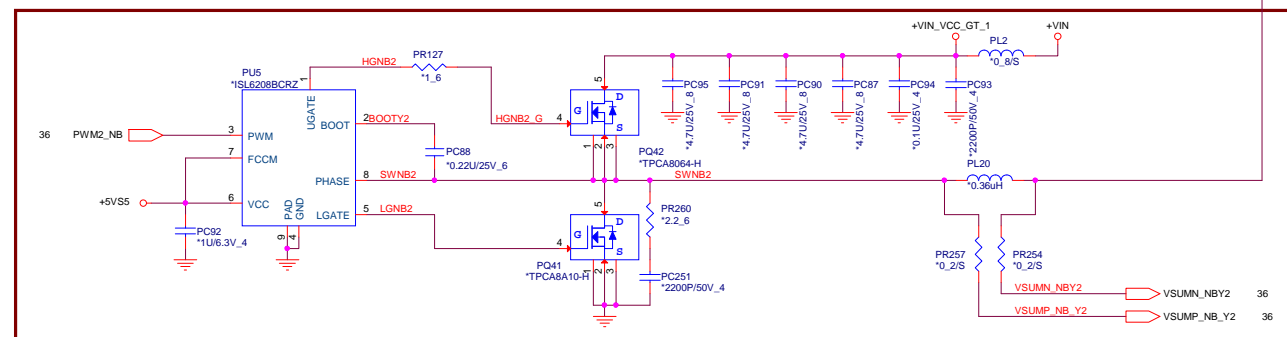 +VIN_VCC_GT_1
+VIN
PL2
*0_8/S
PU5
*ISL6208BCRZ
HGNB2
PR127
*1_6
1
UGATE
BOOT
2
BOOTY2
HGNB2_G
4
5
D
G
S
1
2
3
PQ42
*TPCA8064-H
PC95
*4.7U/25V_8
PC91
*4.7U/25V_8
PC90
*4.7U/25V_8
PC87
*4.7U/25V_8
PC94
*0.1U/25V_4
PC93
*2200P/50V_4
36
PWM2_NB
3
PWM
7
FCCM
PC88
*0.22U/25V_6
PHASE
8
SWNB2
SWNB2
PL20
*0.36uH
+5VS5
6
VCC
PAD
GND
9
4
LGATE
5
LGNB2
PC92
*1U/6.3V_4
4
5
D
G
S
1
2
3
PQ41
*TPCA8A10-H
PR260
*2.2_6
PC251
*2200P/50V_4
PR257
*0_2/S
PR254
*0_2/S
VSUMN_NBY2
VSUMN_NBY2
36
VSUMP_NB_Y2
VSUMP_NB_Y2
36